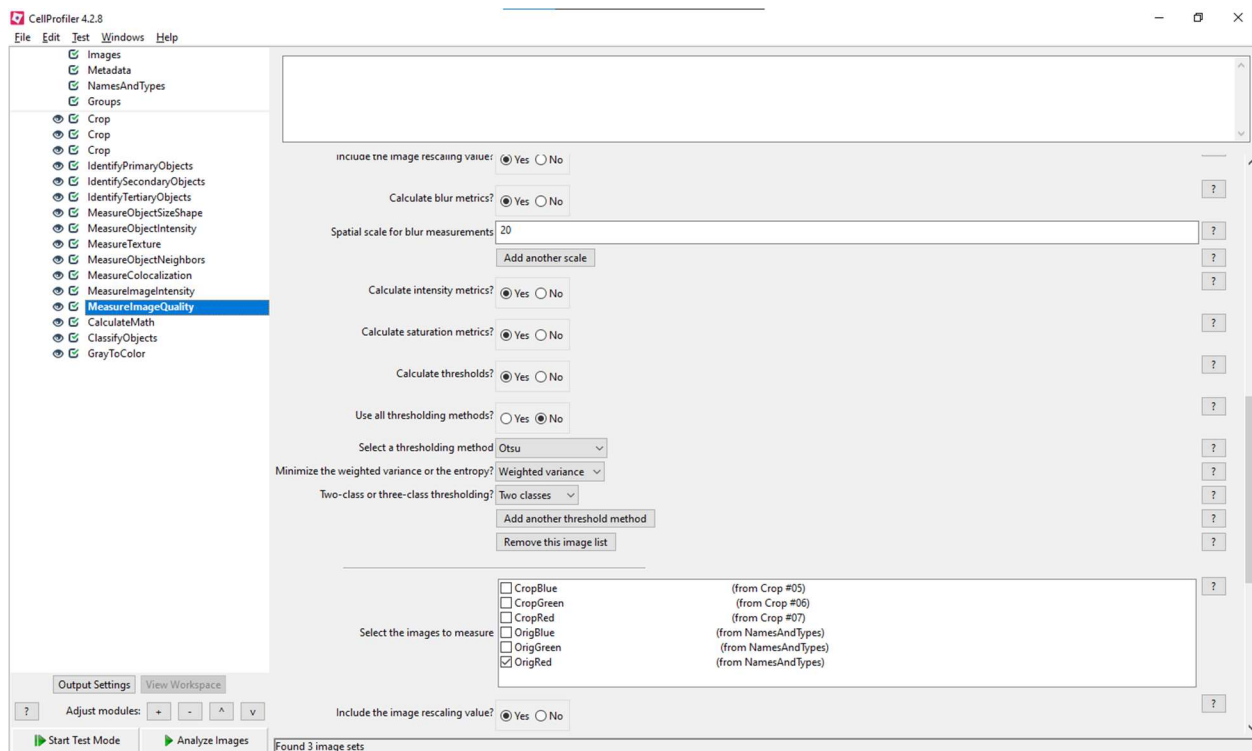 CellProfiler 4.2.8
File Edit Test Windows Help
Images
Metadata
NamesAndTypes
Groups
Crop
Crop
Crop
IdentifyPrimaryObjects
IdentifySecondaryObjects
IdentifyTertiaryObjects
MeasureObjectSizeShape
MeasureObjectIntensity
MeasureTexture
MeasureObjectNeighbors
MeasureColocalization
MeasureImageIntensity
MeasureImageQuality
CalculateMath
ClassifyObjects
GrayToColor
Output Settings View Workspace
? Adjust modules: + - ^ v
Start Test Mode Analyze Images
Include the image rescaling value? Yes No
Calculate blur metrics? Yes No ?
Spatial scale for blur measurements 20 ?
Add another scale ?
Calculate intensity metrics? Yes No ?
Calculate saturation metrics? Yes No ?
Calculate thresholds? Yes No ?
Use all thresholding methods? Yes No ?
Select a thresholding method Otsu ?
Minimize the weighted variance or the entropy? Weighted variance ?
Two-class or three-class thresholding? Two classes ?
Add another threshold method ?
Remove this image list ?
CropBlue (from Crop #05) ?
CropGreen (from Crop #06)
CropRed (from Crop #07)
Select the images to measure OrigBlue (from NamesAndTypes)
OrigGreen (from NamesAndTypes)
OrigRed (from NamesAndTypes)
Include the image rescaling value? Yes No ?
Found 3 image sets